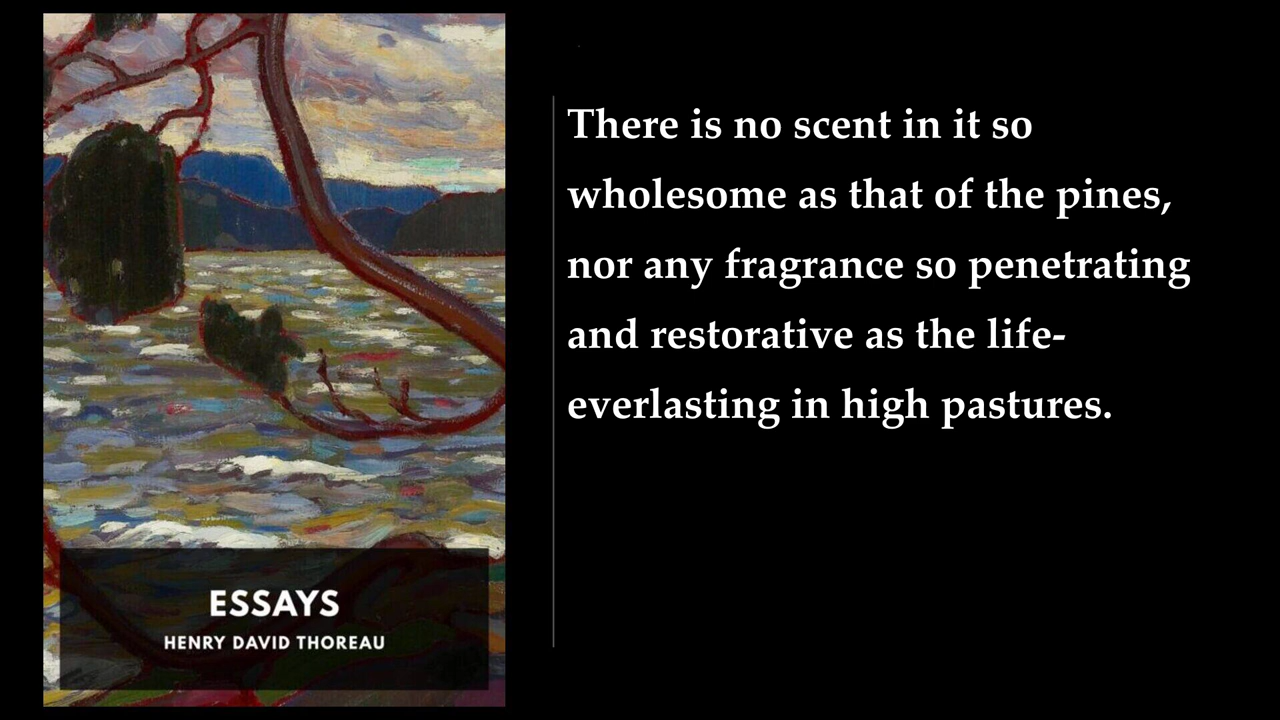 There is no scent in it so
wholesome as that of the pines,
nor any fragrance so penetrating
and restorative as the life-
everlasting in high pastures.
ESSAYS
HENRY DAVID THOREAU